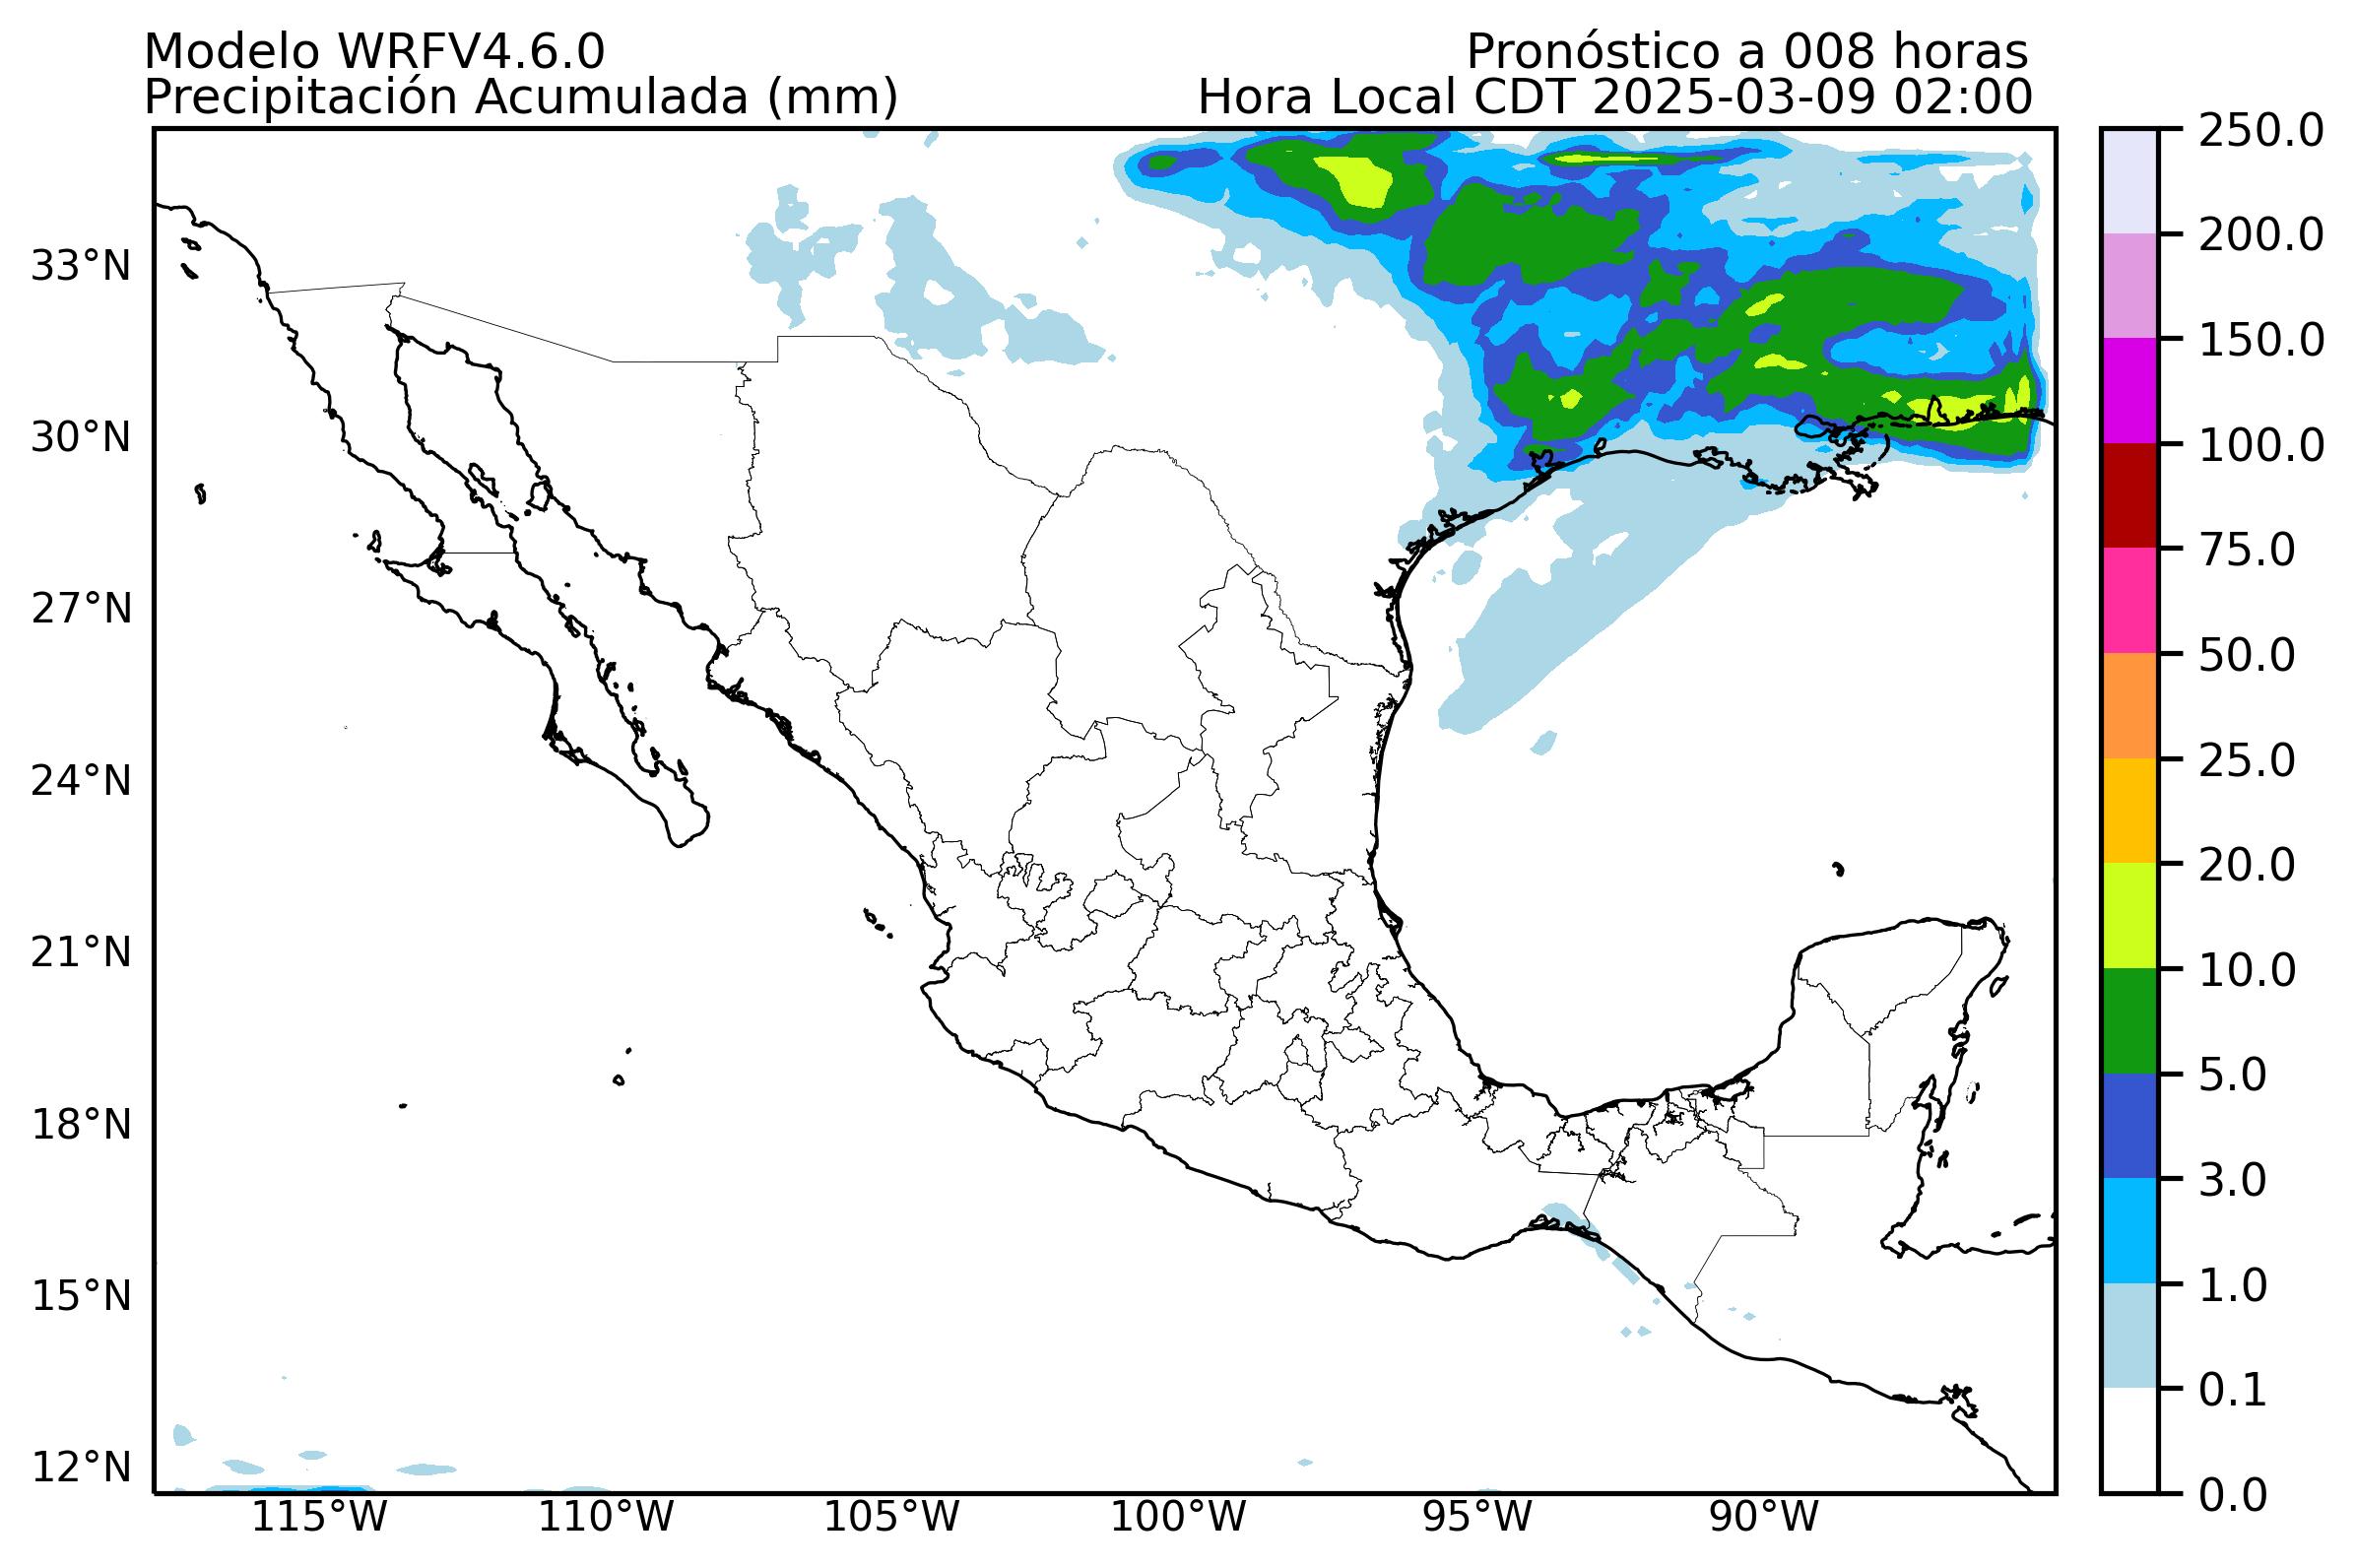 Modelo WRFV4.6.0
Pronóstico a 008 horas
Precipitación Acumulada (mm)
Hora Local CDT 2025-03-09 02:00
33°N
30°N
27°N
24°N
21°N
18°N
15°N
12°N
115°W
110°W
105°W
100°W
95°W
90°W
250.0
200.0
150.0
100.0
75.0
50.0
25.0
20.0
10.0
5.0
3.0
1.0
0.1
0.0